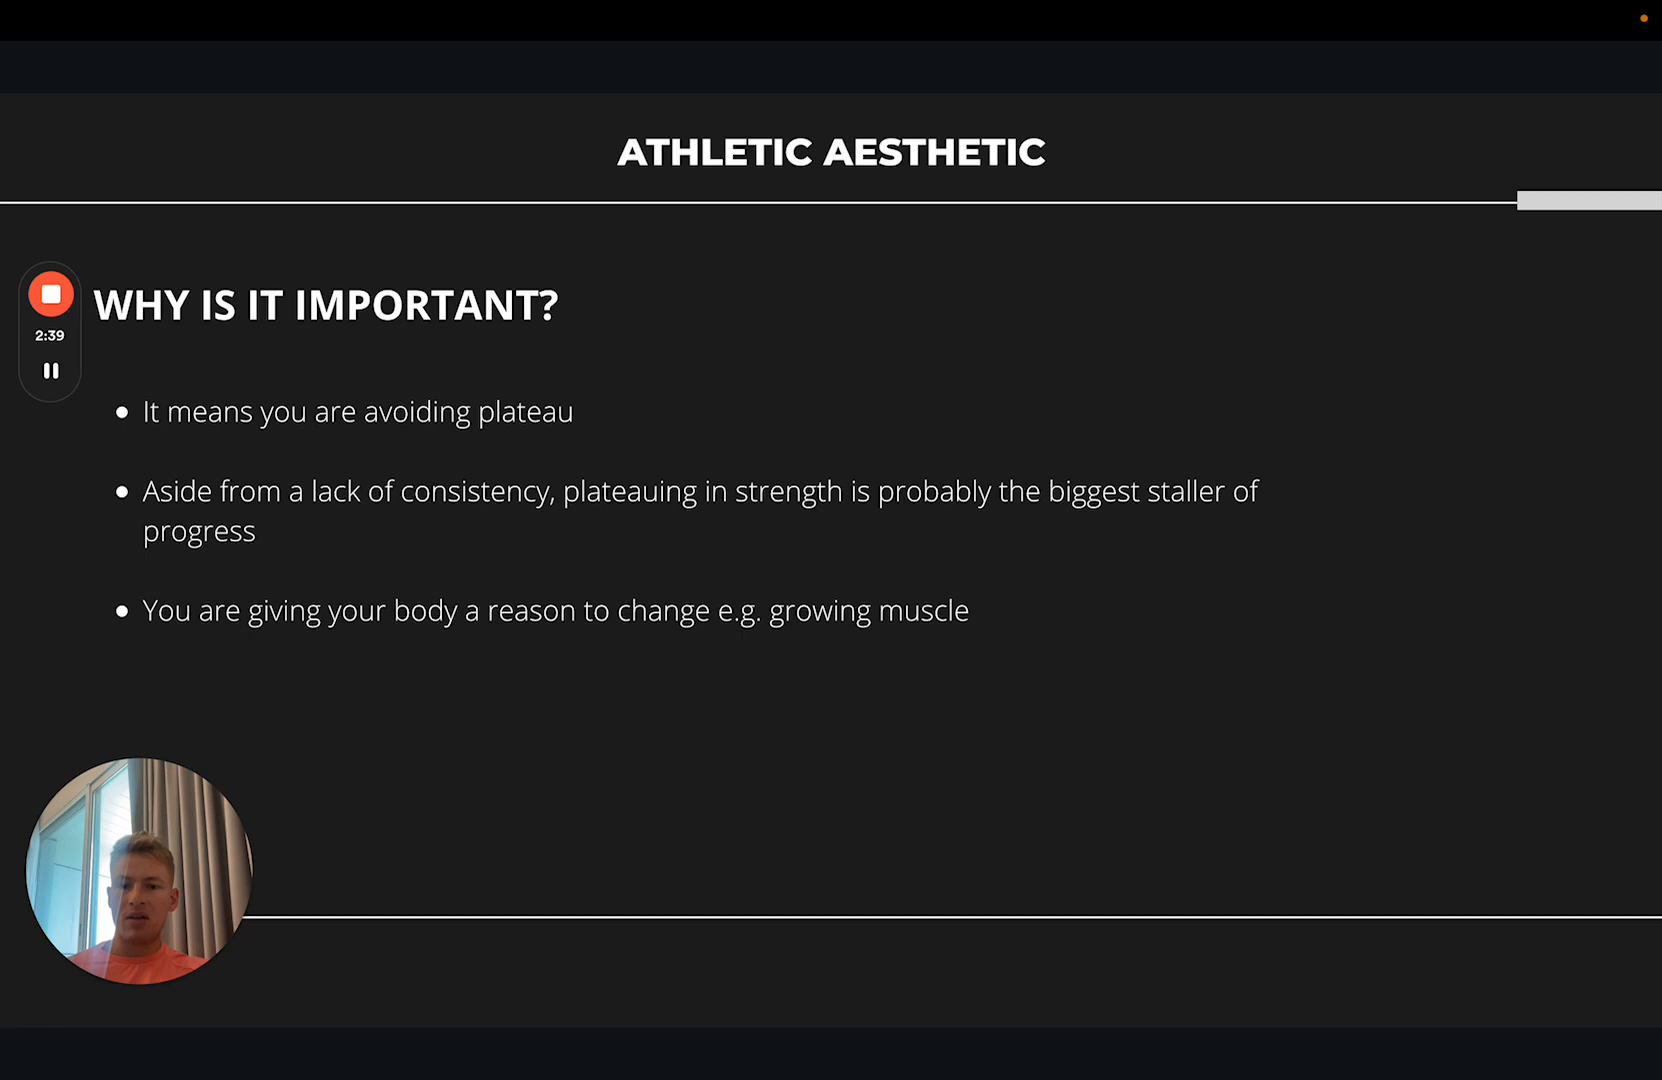 ATHLETIC AESTHETIC
WHY IS IT IMPORTANT?
2:39
It means you are avoiding plateau
Aside from a lack of consistency, plateauing in strength is probably the biggest staller of
progress
You are giving your body a reason to change e.g. growing muscle